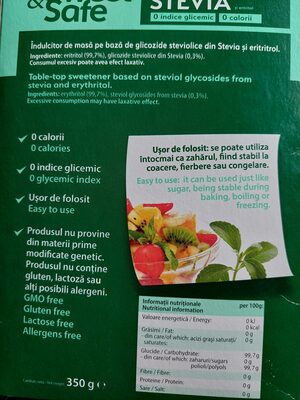 & Safe
STEVIA
și eritritol
0 indice glicemic
0 calorii
Îndulcitor de masă pe bază de glicozide steviolice din Stevia și eritritrol.
Ingrediente: eritritol (99,7%), glicozide steviolice din Stevia (0,3%).
Consumul excesiv poate avea efect laxativ.
Table-top sweetener based on steviol glycosides from
stevia and erythritol.
Ingredients: erythritol (99,7), steviol glycosides from stevia (0,3%).
Excessive consumption may have laxative effect.
0 calorii
0 calories
0 indice glicemic
0 glycemic index
Ușor de folosit
Easy to use
Produsul nu provine
din materii prime
modificate genetic.
Produsul nu conține
gluten, lactoză sau
alți posibili alergeni.
GMO free
Gluten free
Lactose free
Allergens free
350 g
Ușor de folosit: se poate utiliza
întocmai ca zahărul, fiind stabil la
coacere, fierbere sau congelare.
Easy to use: it can be used just like
sugar, being stable during
baking, boiling or
freezing.
Informații nutriționale
Nutritional information
per 100g:
Valoare energetică / Energy:
0 kJ
0 kcal
Grăsimi / Fat:
0 g
- din care/of which: acizi grași saturați/
saturates:
0 g
Glucide / Carbohydrate:
99,7g
- din care/of which: zaharuri/sugars
0 g
polioli/polyols
99,7g
Fibre / Fibre:
0 g
Proteine / Protein:
0 g
Sare / Salt:
0 g